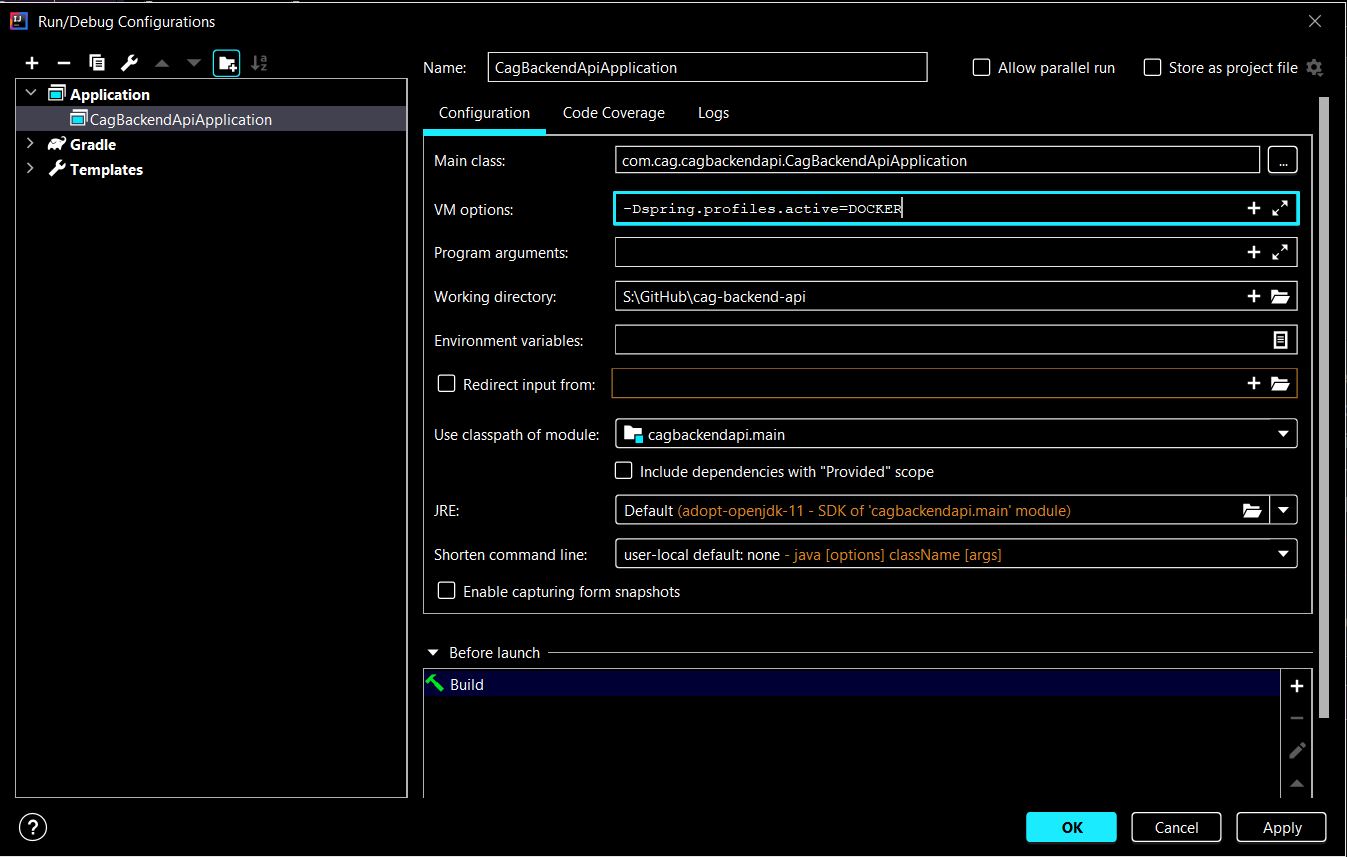 Run/Debug Configurations
Application
CagBackendApiApplication
Gradle
Templates
Name: CagBackendApiApplication
Allow parallel run
Store as project file
Configuration Code Coverage Logs
Main class: com.cag.cagbackendapi.CagBackendApiApplication ...
VM options: -Dspring.profiles.active=DOCKER
Program arguments:
Working directory: S:\GitHub\cag-backend-api
Environment variables:
Redirect input from:
Use classpath of module: cagbackendapi.main
Include dependencies with "Provided" scope
JRE: Default (adopt-openjdk-11 - SDK of 'cagbackendapi.main' module)
Shorten command line: user-local default: none - java [options] className [args]
Enable capturing form snapshots
Before launch
Build
? OK Cancel Apply